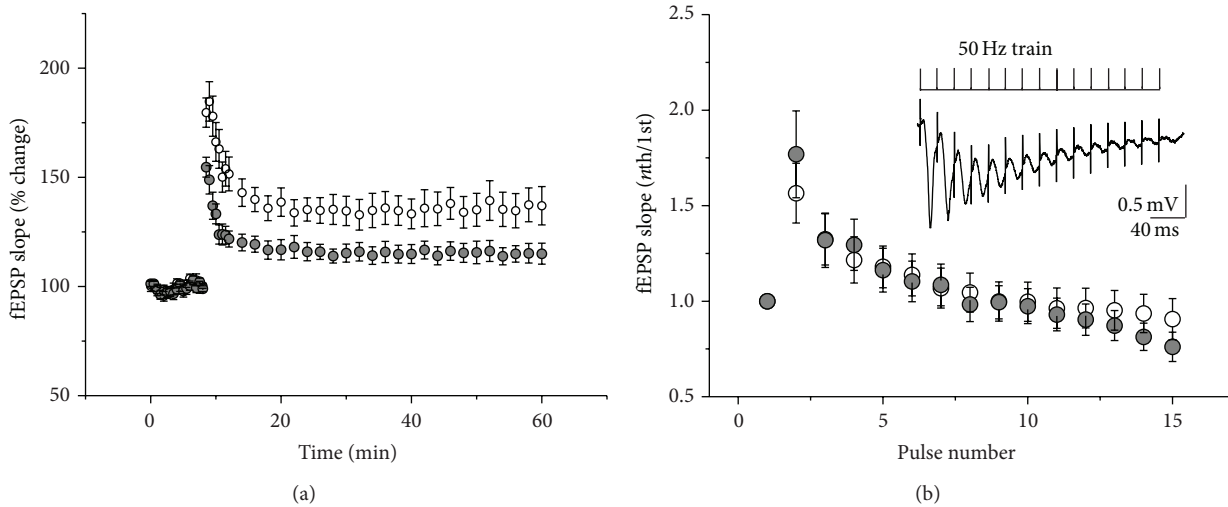 200
150
100
50
fEPSP slope (% change)
0
20
40
60
Time (min)
(a)
2.5
2.0
1.5
1.0
0.5
fEPSP slope (nth/1st)
50 Hz train
0.5 mV
40 ms
0
5
10
15
Pulse number
(b)